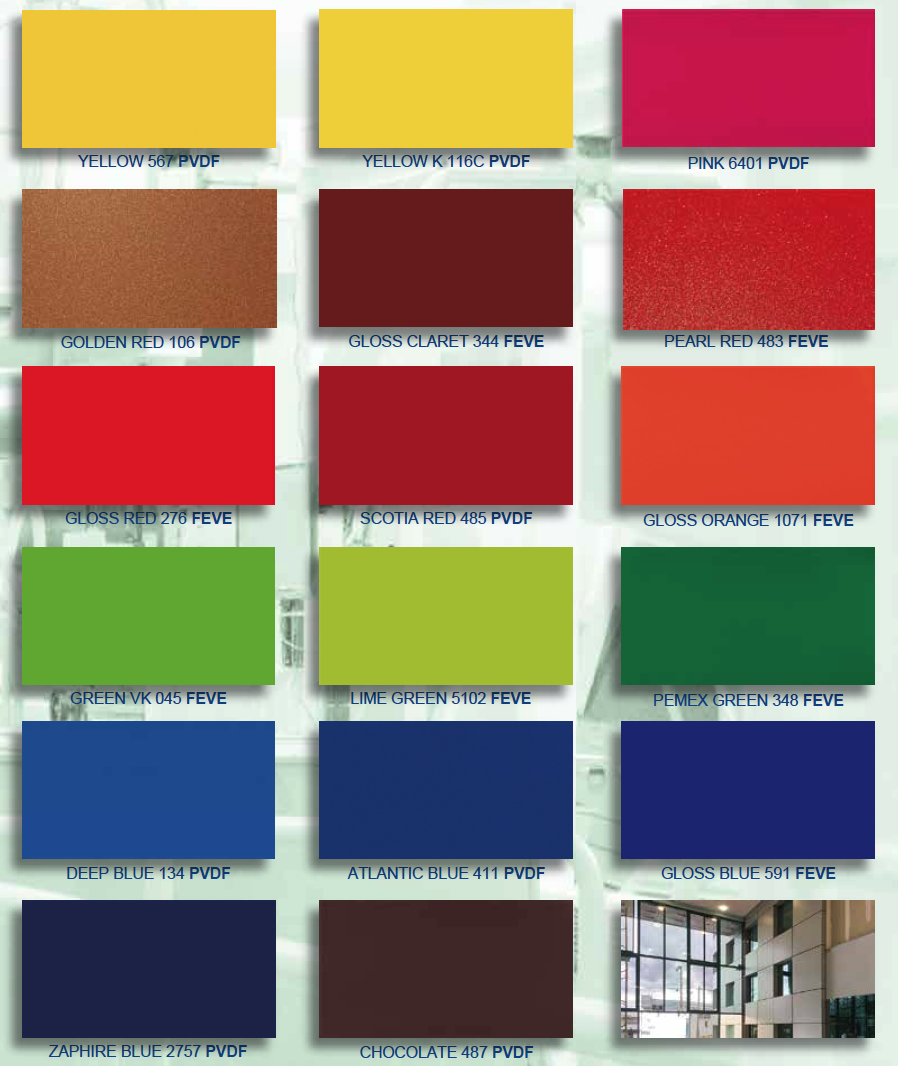 YELLOW 567 PVDF
YELLOW K 116C PVDF
PINK 6401 PVDF
GOLDEN RED 106 PVDF
GLOSS CLARET 344 FEVE
PEARL RED 483 FEVE
GLOSS RED 276 FEVE
SCOTIA RED 485 PVDF
GLOSS ORANGE 1071 FEVE
GREEN VK 045 FEVE
LIME GREEN 5102 FEVE
PEMEX GREEN 348 FEVE
DEEP BLUE 134 PVDF
ATLANTIC BLUE 411 PVDF
GLOSS BLUE 591 FEVE
ZAPHIRE BLUE 2757 PVDF
CHOCOLATE 487 PVDF